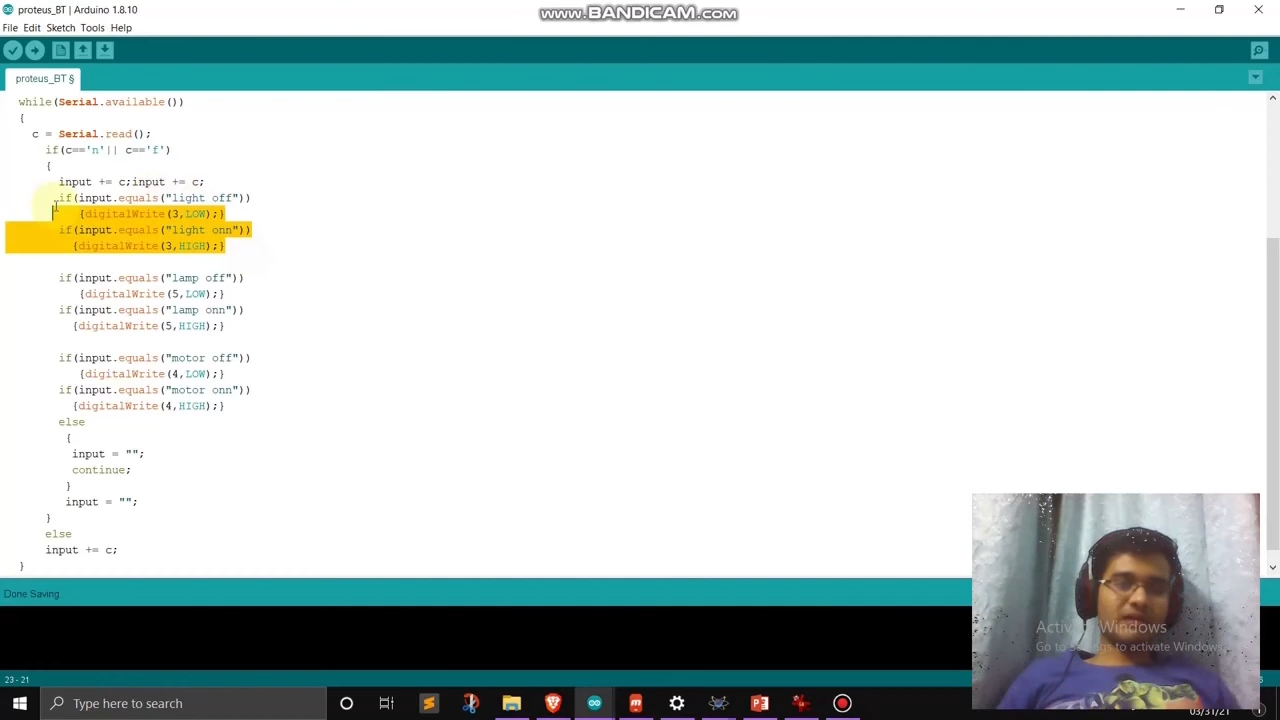 proteus_BT | Arduino 1.8.10
www.BANDICAM.com
File Edit Sketch Tools Help
proteus_BT §
while(Serial.available())
{
c = Serial.read();
if(c=='n'|| c=='f')
{
input += c;input += c;
if(input.equals("light off"))
{digitalWrite(3,LOW);}
if(input.equals("light onn"))
{digitalWrite(3,HIGH);}
if(input.equals("lamp off"))
{digitalWrite(5,LOW);}
if(input.equals("lamp onn"))
{digitalWrite(5,HIGH);}
if(input.equals("motor off"))
{digitalWrite(4,LOW);}
if(input.equals("motor onn"))
{digitalWrite(4,HIGH);}
else
{
input = "";
continue;
}
input = "";
}
else
input += c;
}
Done Saving.
Activate Windows
Go to Settings to activate Windows.
23 - 21
Type here to search
03/31/21